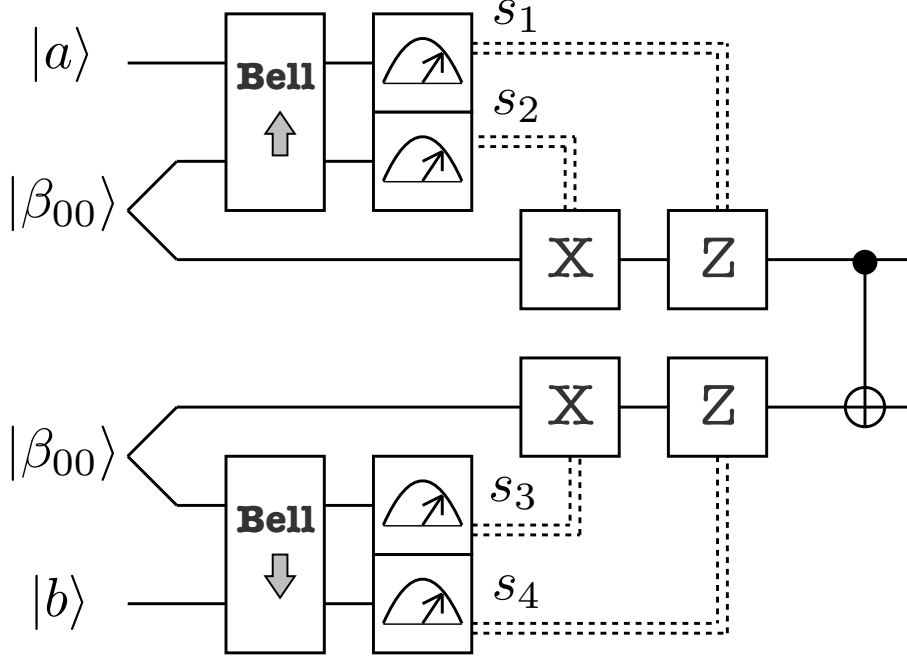 s₁
|a⟩
Bell
s₂
|β₀₀⟩
X Z
X Z
|β₀₀⟩
Bell
s₃
|b⟩
s₄